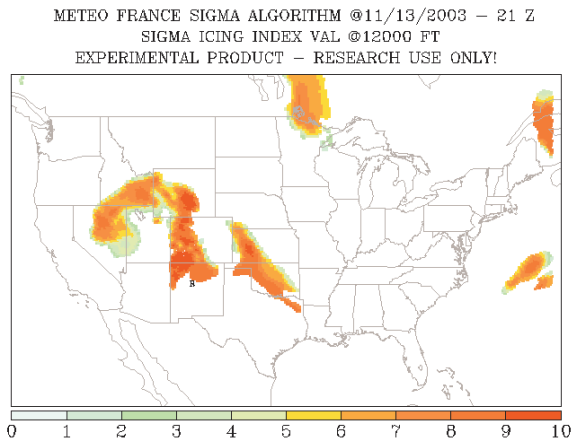 METEO FRANCE SIGMA ALGORITHM @11/13/2003 – 21 Z
SIGMA ICING INDEX VAL @12000 FT
EXPERIMENTAL PRODUCT – RESEARCH USE ONLY!
B
0 1 2 3 4 5 6 7 8 9 10